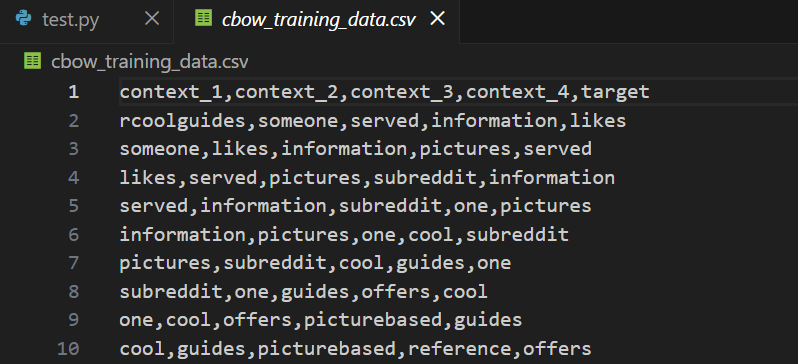 test.py cbow_training_data.csv
cbow_training_data.csv
1 context_1,context_2,context_3,context_4,target
2 rcoolguides,someone,served,information,likes
3 someone,likes,information,pictures,served
4 likes,served,pictures,subreddit,information
5 served,information,subreddit,one,pictures
6 information,pictures,one,cool,subreddit
7 pictures,subreddit,cool,guides,one
8 subreddit,one,guides,offers,cool
9 one,cool,offers,picturebased,guides
10 cool,guides,picturebased,reference,offers